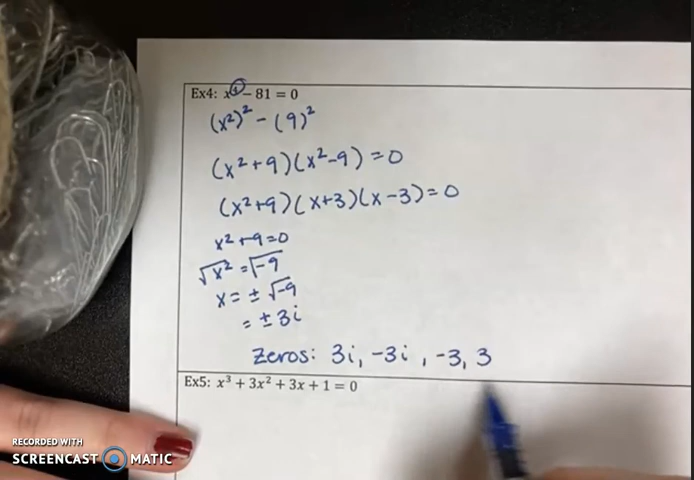 Ex4: x⁴ − 81 = 0
(x²)² − (9)²
(x²+9)(x²−9)=0
(x²+9)(x+3)(x−3)=0
x²+9=0
√x² = √−9
x = ± √−9
= ± 3i
Zeros: 3i, −3i, −3, 3
Ex5: x³ + 3x² + 3x + 1 = 0
RECORDED WITH
SCREENCAST MATIC